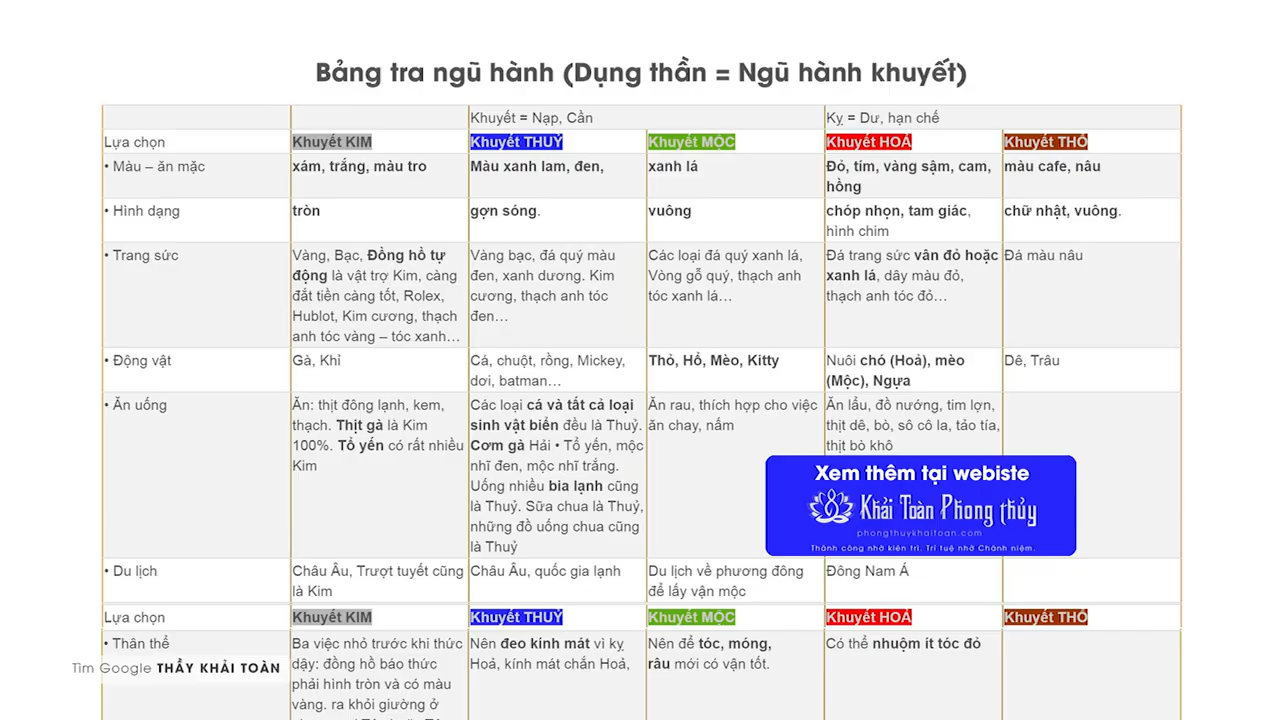 Bảng tra ngũ hành (Dụng thần = Ngũ hành khuyết)
Khuyết = Nạp, Cần
Kỵ = Dư, hạn chế
Lựa chọn
Khuyết KIM
Khuyết THUỶ
Khuyết MỘC
Khuyết HOẢ
Khuyết THỔ
• Màu – ăn mặc
xám, trắng, màu tro
Màu xanh lam, đen,
xanh lá
Đỏ, tím, vàng sậm, cam,
hồng
màu cafe, nâu
• Hình dạng
tròn
gợn sóng.
vuông
chóp nhọn, tam giác,
hình chim
chữ nhật, vuông.
• Trang sức
Vàng, Bạc, Đồng hồ tự
động là vật trợ Kim, càng
đắt tiền càng tốt, Rolex,
Hublot, Kim cương, thạch
anh tóc vàng – tóc xanh…
Vàng bạc, đá quý màu
đen, xanh dương. Kim
cương, thạch anh tóc
đen…
Các loại đá quý xanh lá,
Vòng gỗ quý, thạch anh
tóc xanh lá…
Đá trang sức vân đỏ hoặc
xanh lá, dây màu đỏ,
thạch anh tóc đỏ…
Đá màu nâu
• Động vật
Gà, Khỉ
Cá, chuột, rồng, Mickey,
dơi, batman…
Thỏ, Hổ, Mèo, Kitty
Nuôi chó (Hoả), mèo
(Mộc), Ngựa
Dê, Trâu
• Ăn uống
Ăn: thịt đông lạnh, kem,
thạch. Thịt gà là Kim
100%. Tổ yến có rất nhiều
Kim
Các loại cá và tất cả loại
sinh vật biển đều là Thuỷ.
Cơm gà Hải • Tổ yến, mộc
nhĩ đen, mộc nhĩ trắng.
Uống nhiều bia lạnh cũng
là Thuỷ. Sữa chua là Thuỷ,
những đồ uống chua cũng
là Thuỷ
Ăn rau, thích hợp cho việc
ăn chay, nấm
Ăn lẩu, đồ nướng, tim lợn,
thịt dê, bò, sô cô la, tảo tía,
thịt bò khô
Xem thêm tại webiste
Khải Toàn Phong thủy
phongthuykhaitoan.com
Thành công nhờ kiên trì. Trí tuệ nhờ Chánh niệm.
• Du lịch
Châu Âu, Trượt tuyết cũng
là Kim
Châu Âu, quốc gia lạnh
Du lịch về phương đông
để lấy vận mộc
Đông Nam Á
Lựa chọn
Khuyết KIM
Khuyết THUỶ
Khuyết MỘC
Khuyết HOẢ
Khuyết THỔ
• Thân thể
Ba việc nhỏ trước khi thức
dậy: đồng hồ báo thức
phải hình tròn và có màu
vàng. ra khỏi giường ở
Nên đeo kính mát vì kỵ
Hoả, kính mát chắn Hoả,
Nên để tóc, móng,
râu mới có vận tốt.
Có thể nhuộm ít tóc đỏ
Tìm Google THẦY KHẢI TOÀN